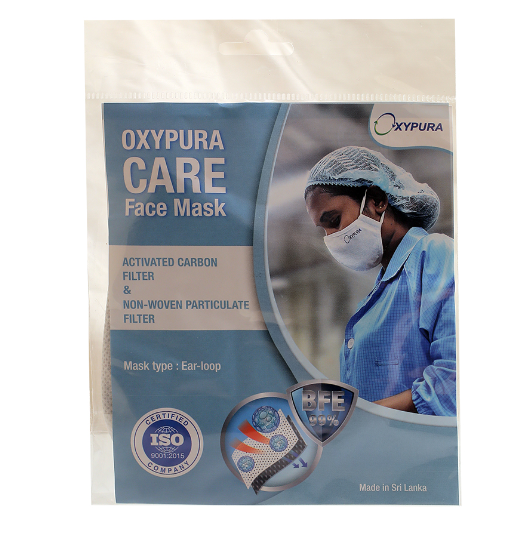 OXYPURA
OXYPURA
CARE
Face Mask
OXYPURA
ACTIVATED CARBON
FILTER
&
NON-WOVEN PARTICULATE
FILTER
Mask type : Ear-loop
BFE
99%
CERTIFIED
ISO
9001:2015
COMPANY
Made in Sri Lanka